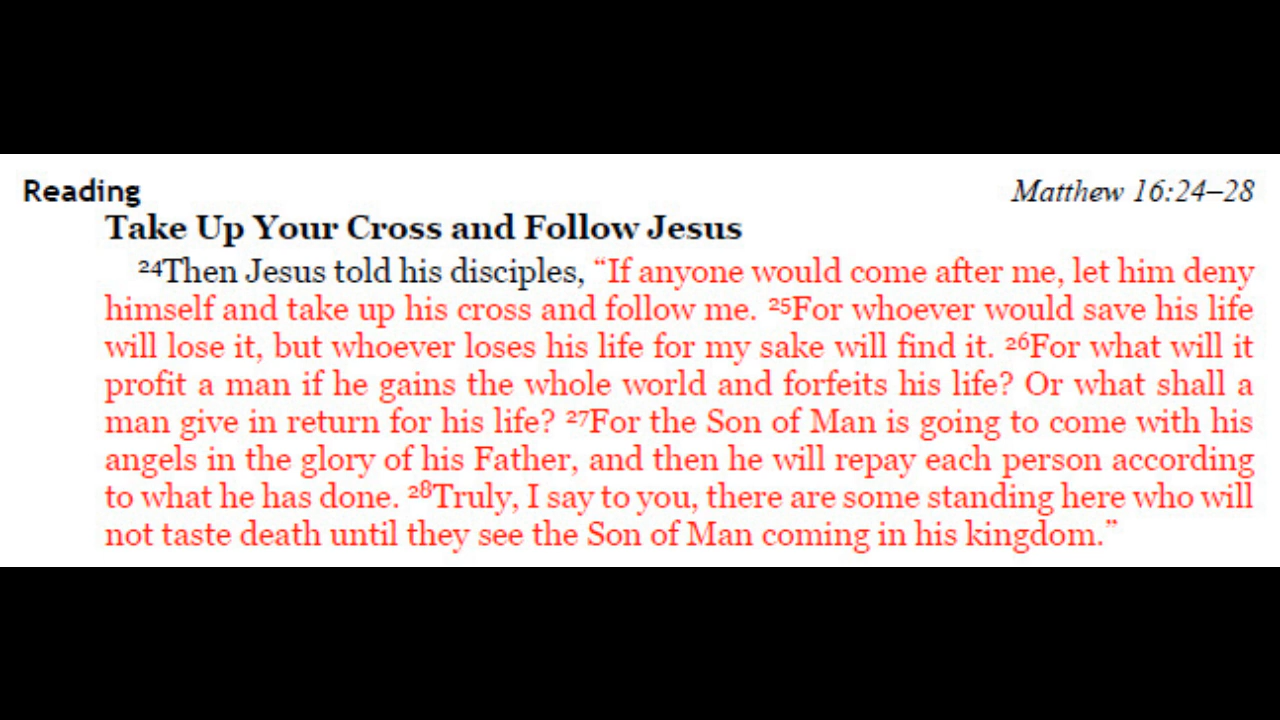 Reading Matthew 16:24–28
Take Up Your Cross and Follow Jesus
24Then Jesus told his disciples, “If anyone would come after me, let him deny
himself and take up his cross and follow me. 25For whoever would save his life
will lose it, but whoever loses his life for my sake will find it. 26For what will it
profit a man if he gains the whole world and forfeits his life? Or what shall a
man give in return for his life? 27For the Son of Man is going to come with his
angels in the glory of his Father, and then he will repay each person according
to what he has done. 28Truly, I say to you, there are some standing here who will
not taste death until they see the Son of Man coming in his kingdom.”